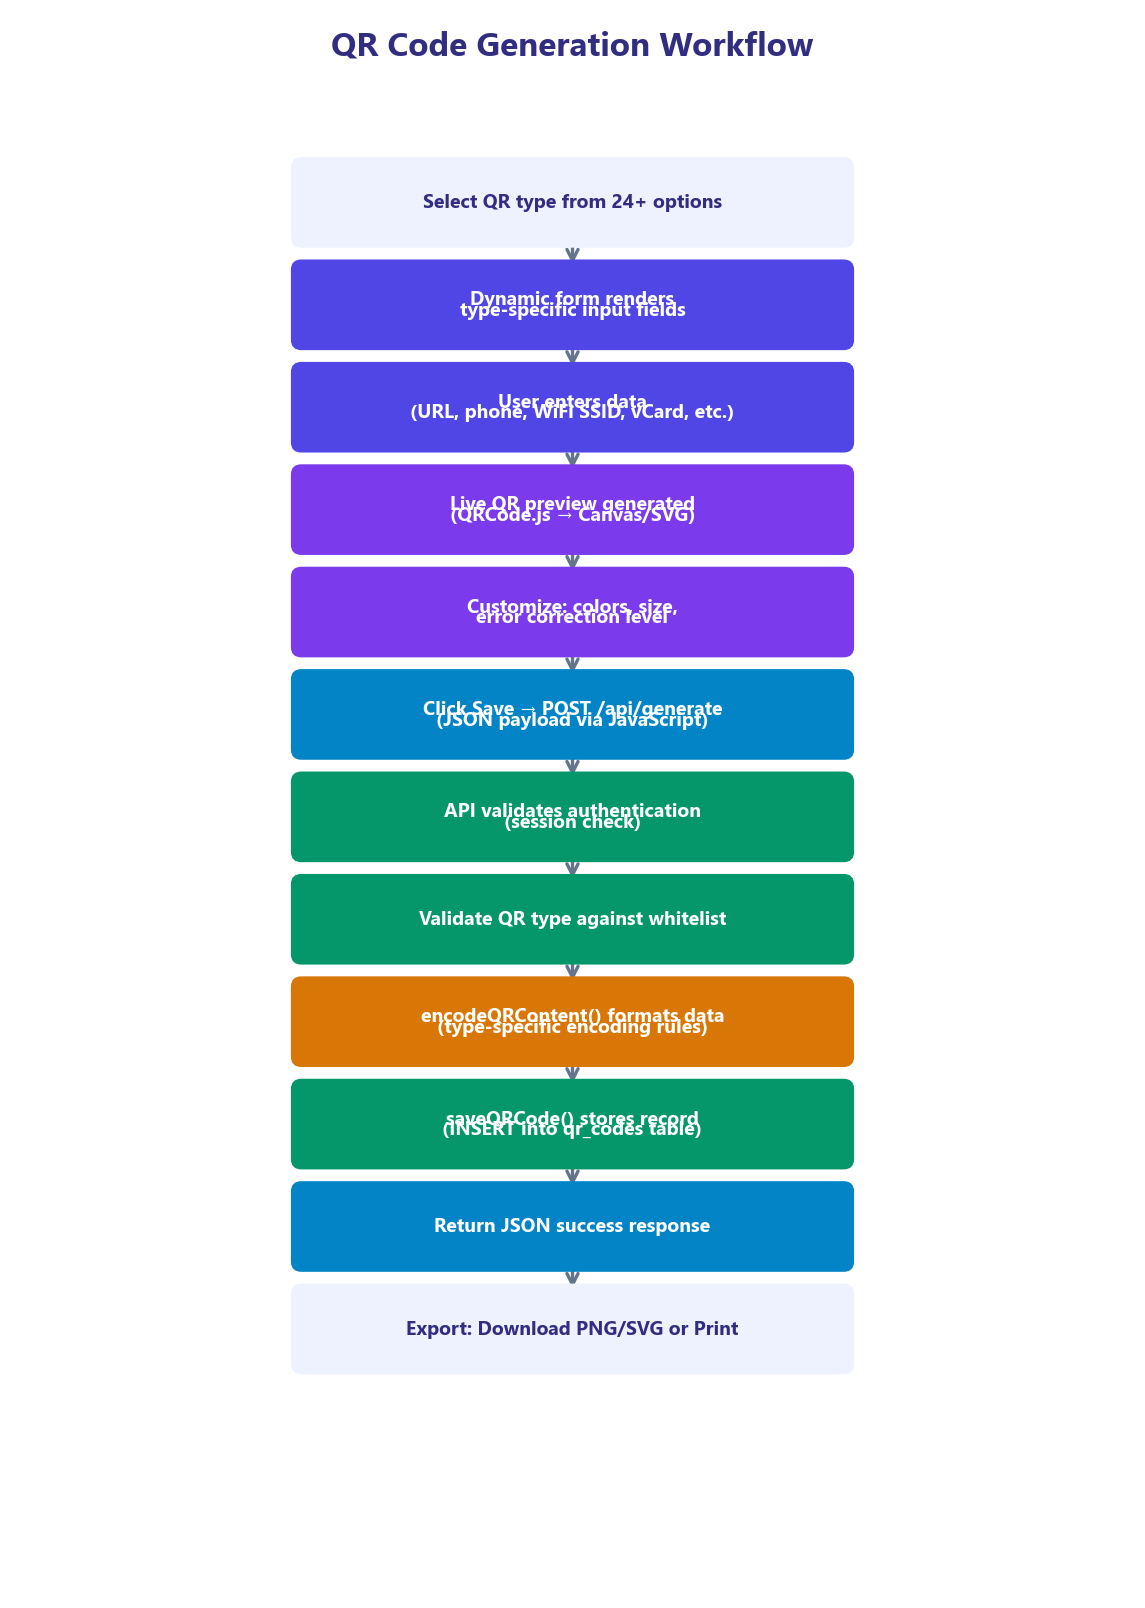 QR Code Generation Workflow
Select QR type from 24+ options
Dynamic form renders
type-specific input fields
User enters data
(URL, phone, WiFi SSID, vCard, etc.)
Live QR preview generated
(QRCode.js → Canvas/SVG)
Customize: colors, size,
error correction level
Click Save → POST /api/generate
(JSON payload via JavaScript)
API validates authentication
(session check)
Validate QR type against whitelist
encodeQRContent() formats data
(type-specific encoding rules)
saveQRCode() stores record
(INSERT into qr_codes table)
Return JSON success response
Export: Download PNG/SVG or Print